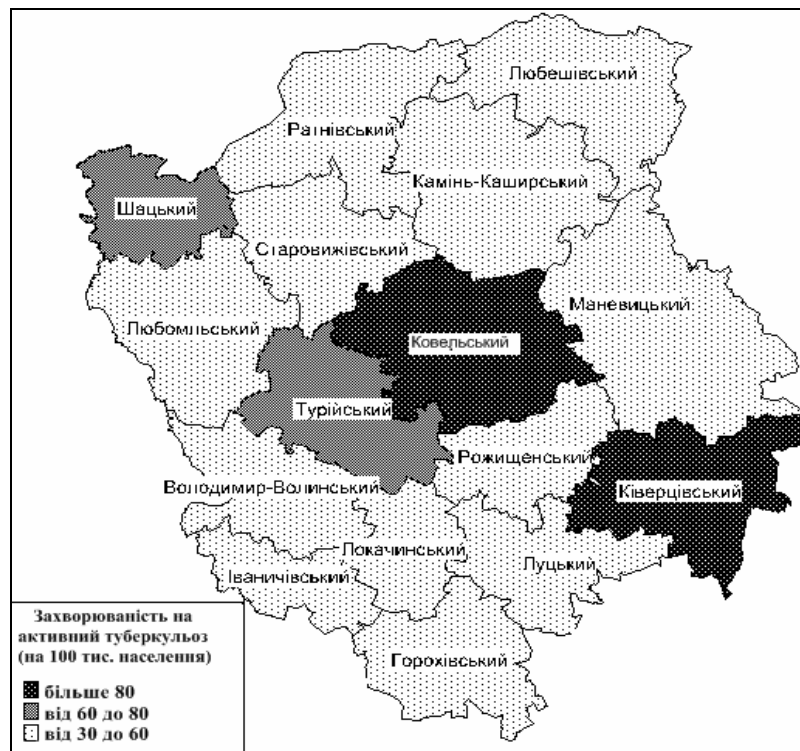 Любешівський
Ратнівський
Камінь-Каширський
Шацький
Старовижівський
Маневицький
Любомльський
Ковельський
Турійський
Рожищенський
Володимир-Волинський
Ківерцівський
Локачинський
Луцький
Іваничівський
Горохівський
Захворюваність на
активний туберкульоз
(на 100 тис. населення)
більше 80
від 60 до 80
від 30 до 60